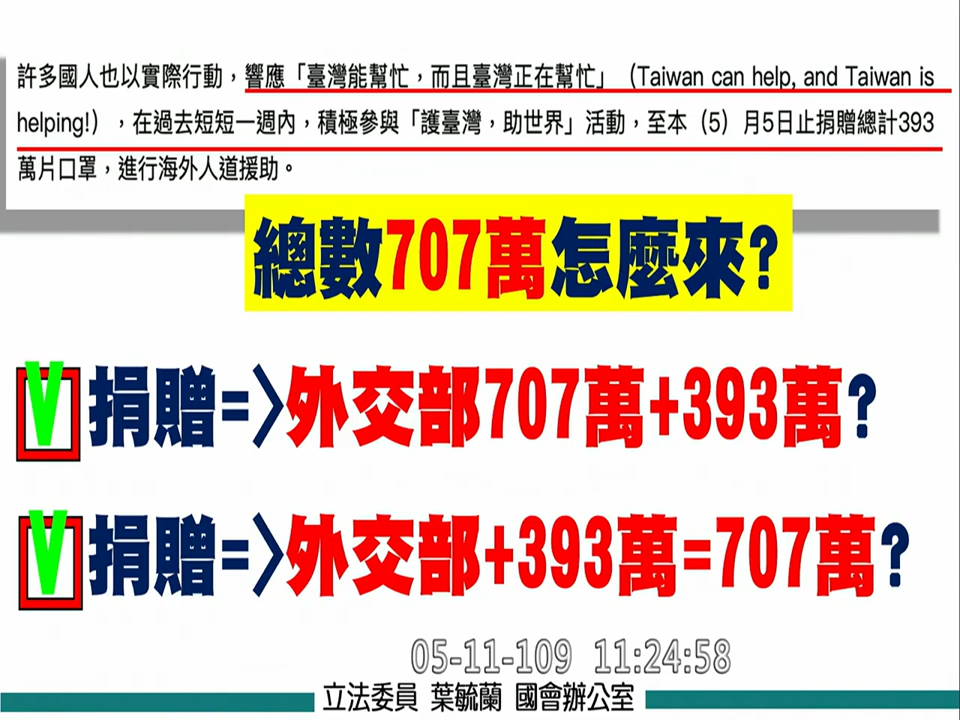 許多國人也以實際行動，響應「臺灣能幫忙，而且臺灣正在幫忙」（Taiwan can help, and Taiwan is
helping!），在過去短短一週內，積極參與「護臺灣，助世界」活動，至本（5）月5日止捐贈總計393
萬片口罩，進行海外人道援助。
總數707萬怎麼來?
V 捐贈=>外交部707萬+393萬?
V 捐贈=>外交部+393萬=707萬?
05-11-109 11:24:58
立法委員 葉毓蘭 國會辦公室